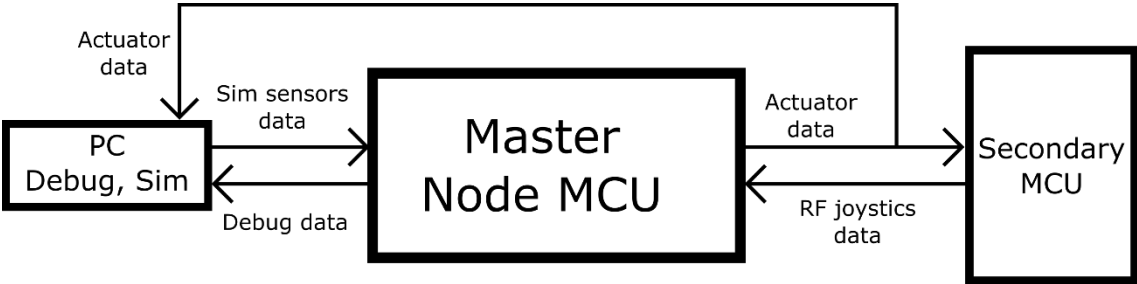 Actuator
data
Sim sensors
data
PC
Debug, Sim
Debug data
Master
Node MCU
Actuator
data
RF joystics
data
Secondary
MCU